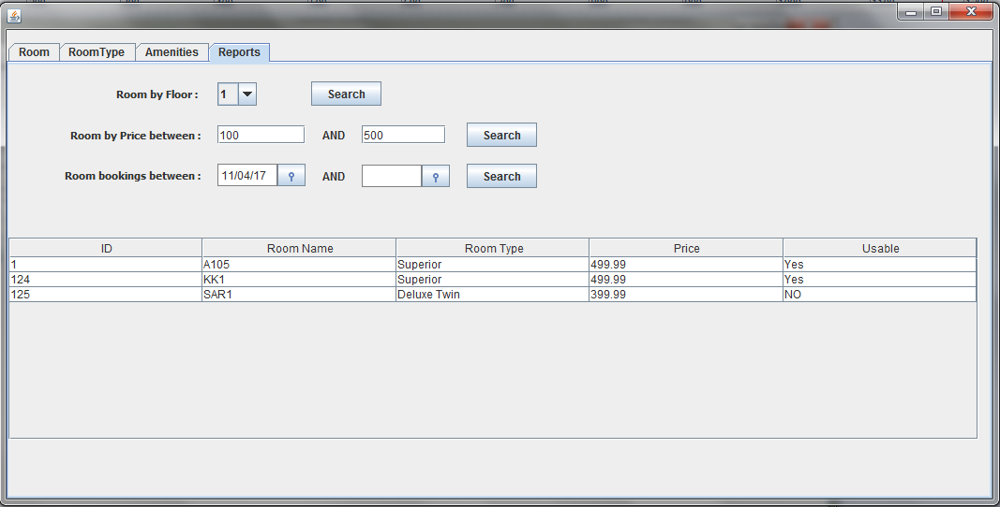 Room RoomType Amenities Reports
Room by Floor : 1 Search
Room by Price between : 100 AND 500 Search
Room bookings between : 11/04/17 AND Search
ID Room Name Room Type Price Usable
1 A105 Superior 499.99 Yes
124 KK1 Superior 499.99 Yes
125 SAR1 Deluxe Twin 399.99 NO